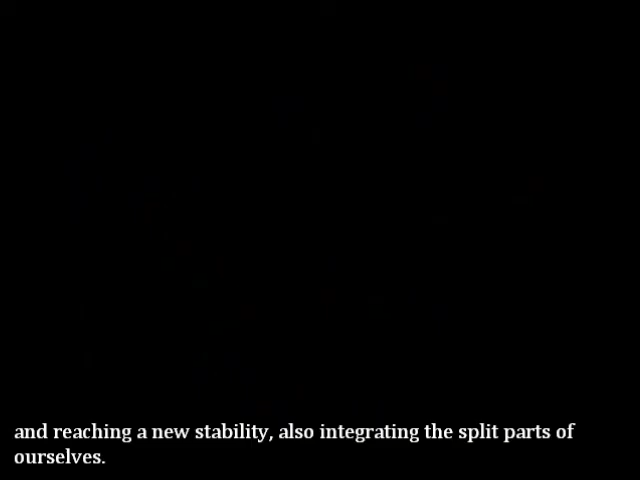 and reaching a new stability, also integrating the split parts of
ourselves.